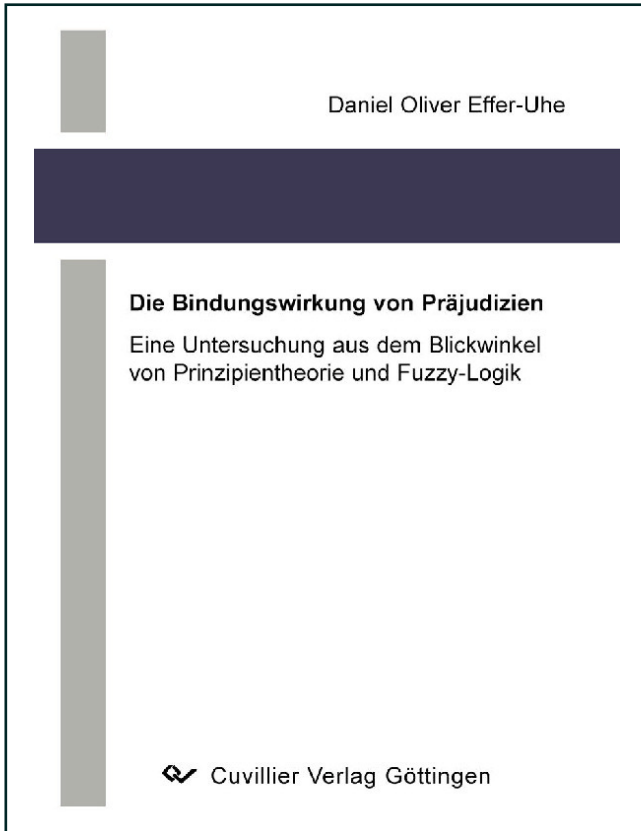 Daniel Oliver Effer-Uhe
Die Bindungswirkung von Präjudizien
Eine Untersuchung aus dem Blickwinkel
von Prinzipientheorie und Fuzzy-Logik
Cuvillier Verlag Göttingen